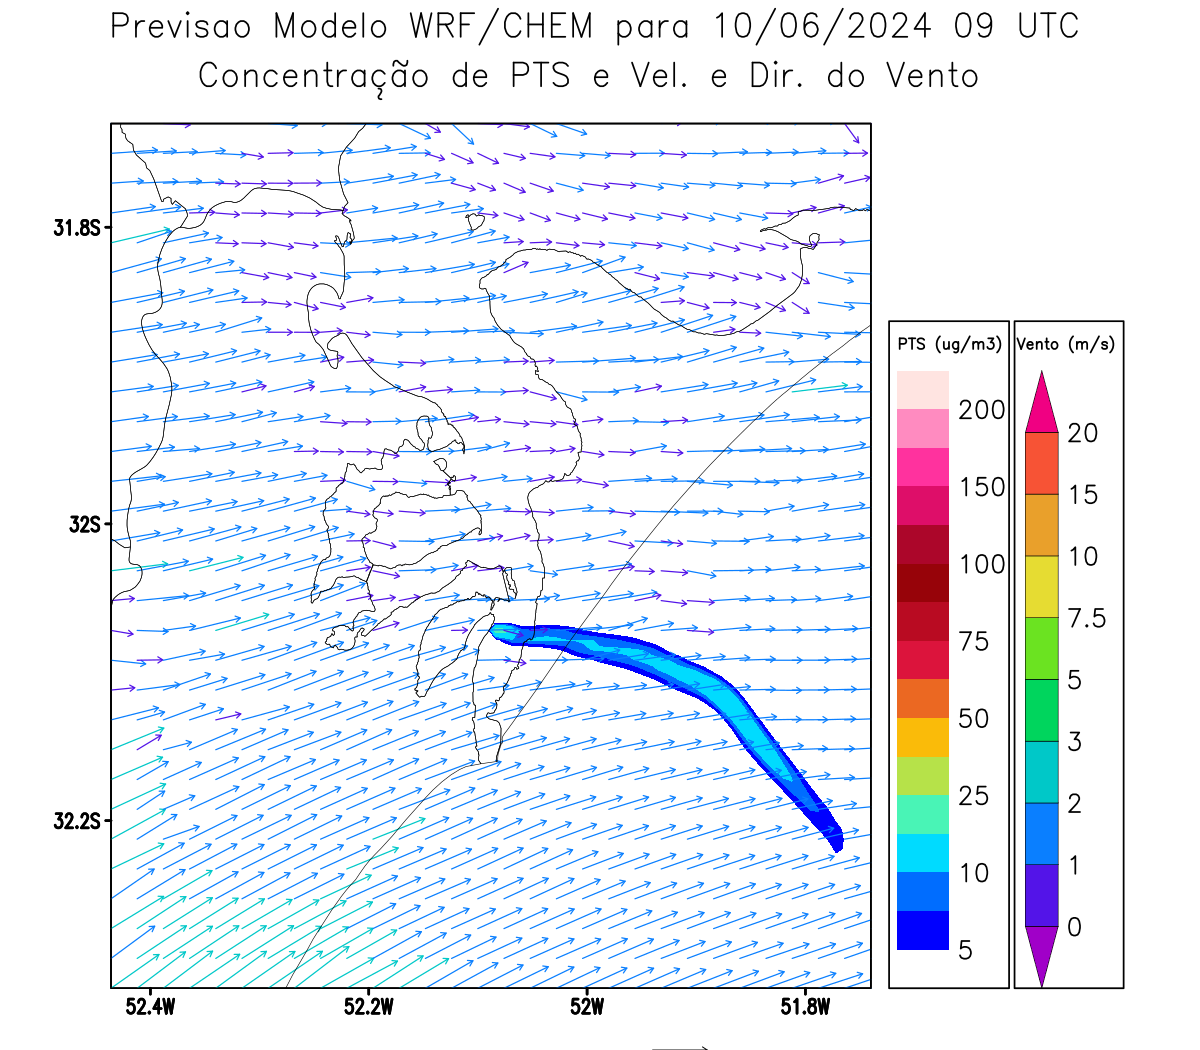 Previsao Modelo WRF/CHEM para 10/06/2024 09 UTC
Concentração de PTS e Vel. e Dir. do Vento
31.8S
32S
32.2S
52.4W
52.2W
52W
51.8W
PTS (ug/m3)
200
150
100
75
50
25
10
5
Vento (m/s)
20
15
10
7.5
5
3
2
1
0